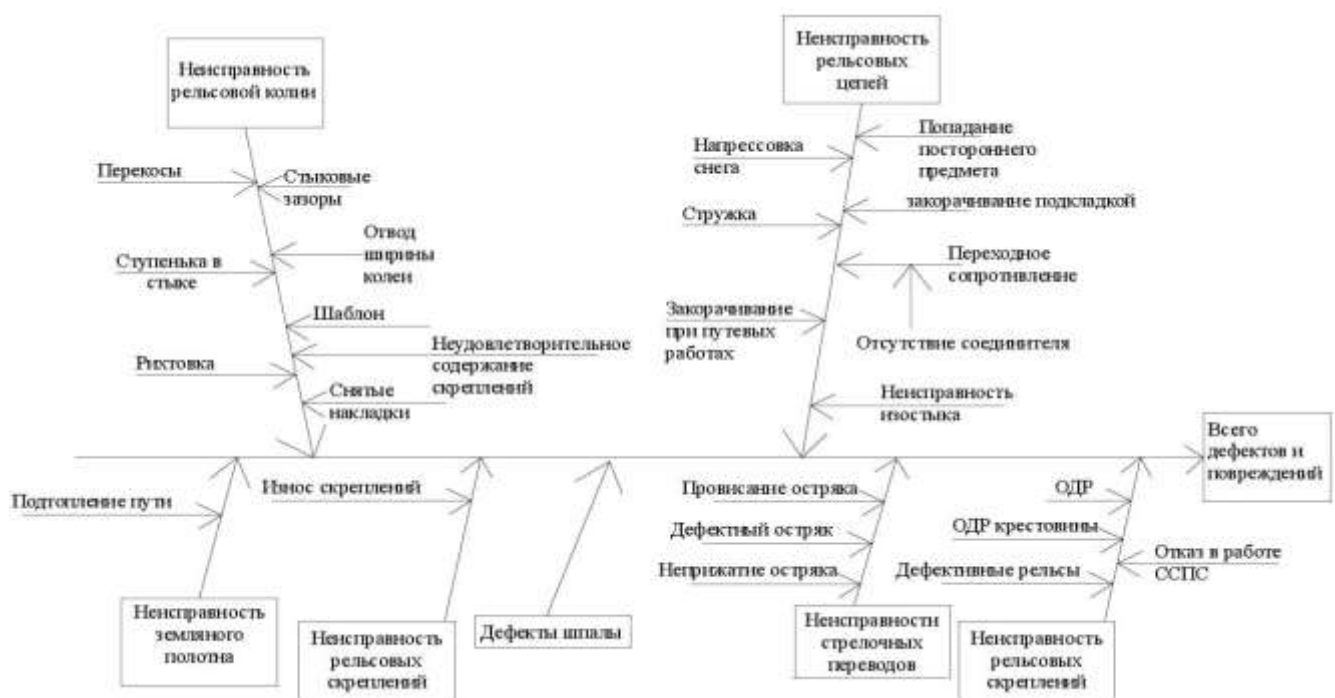 Неисправность
рельсовой колии
Перекосы
Стыковые
зазоры
Отвод
ширины
колеи
Ступенька в
стыке
Шаблон
Неудовлетворительное
содержание
скреплений
Рихтовка
Снятые
накладки
Неисправность
рельсовых
цепей
Попадание
постороннего
предмета
Напрессовка
снега
закорачивание подкладкой
Стружка
Переходное
сопротивление
Закорачивание
при путевых
работах
Отсутствие соединителя
Неисправность
изостыка
Всего
дефектов и
повреждений
Подтопление пути
Износ скреплений
Провисание остряка
Дефектный остряк
Неприжатие остряка
ОДР
ОДР крестовины
Отказ в работе
ССПС
Дефективные рельсы
Неисправность
земляного
полотна
Неисправность
рельсовых
скреплений
Дефекты шпалы
Неисправности
стрелочных
переводов
Неисправность
рельсовых
скреплений